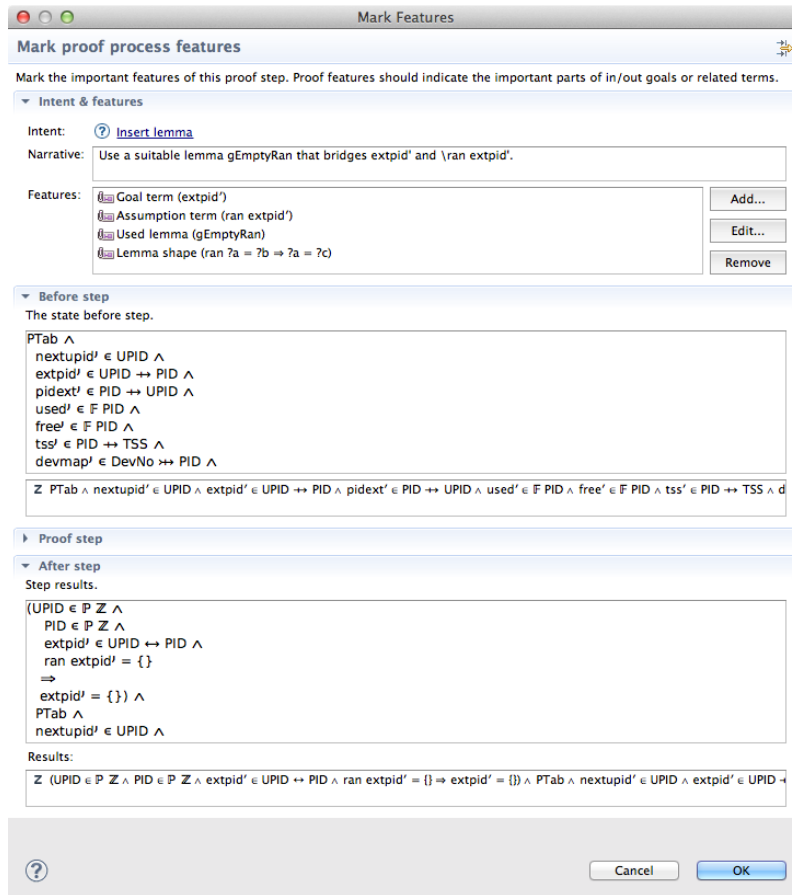 Mark Features
Mark proof process features
Mark the important features of this proof step. Proof features should indicate the important parts of in/out goals or related terms.
Intent & features
Intent: Insert lemma
Narrative: Use a suitable lemma gEmptyRan that bridges extpid' and \ran extpid'.
Features:
Goal term (extpid′)
Assumption term (ran extpid′)
Used lemma (gEmptyRan)
Lemma shape (ran ?a = ?b ⇒ ?a = ?c)
Add...
Edit...
Remove
Before step
The state before step.
PTab ∧
nextupid′ ∈ UPID ∧
extpid′ ∈ UPID ⇸ PID ∧
pidext′ ∈ PID ⇸ UPID ∧
used′ ∈ 𝔽 PID ∧
free′ ∈ 𝔽 PID ∧
tss′ ∈ PID ⇸ TSS ∧
devmap′ ∈ DevNo ⤔ PID ∧
Z PTab ∧ nextupid′ ∈ UPID ∧ extpid′ ∈ UPID ⇸ PID ∧ pidext′ ∈ PID ⇸ UPID ∧ used′ ∈ 𝔽 PID ∧ free′ ∈ 𝔽 PID ∧ tss′ ∈ PID ⇸ TSS ∧ d
Proof step
After step
Step results.
(UPID ∈ ℙ ℤ ∧
PID ∈ ℙ ℤ ∧
extpid′ ∈ UPID ↔ PID ∧
ran extpid′ = {}
⇒
extpid′ = {}) ∧
PTab ∧
nextupid′ ∈ UPID ∧
Results:
Z (UPID ∈ ℙ ℤ ∧ PID ∈ ℙ ℤ ∧ extpid′ ∈ UPID ↔ PID ∧ ran extpid′ = {} ⇒ extpid′ = {}) ∧ PTab ∧ nextupid′ ∈ UPID ∧ extpid′ ∈ UPID
?
Cancel
OK